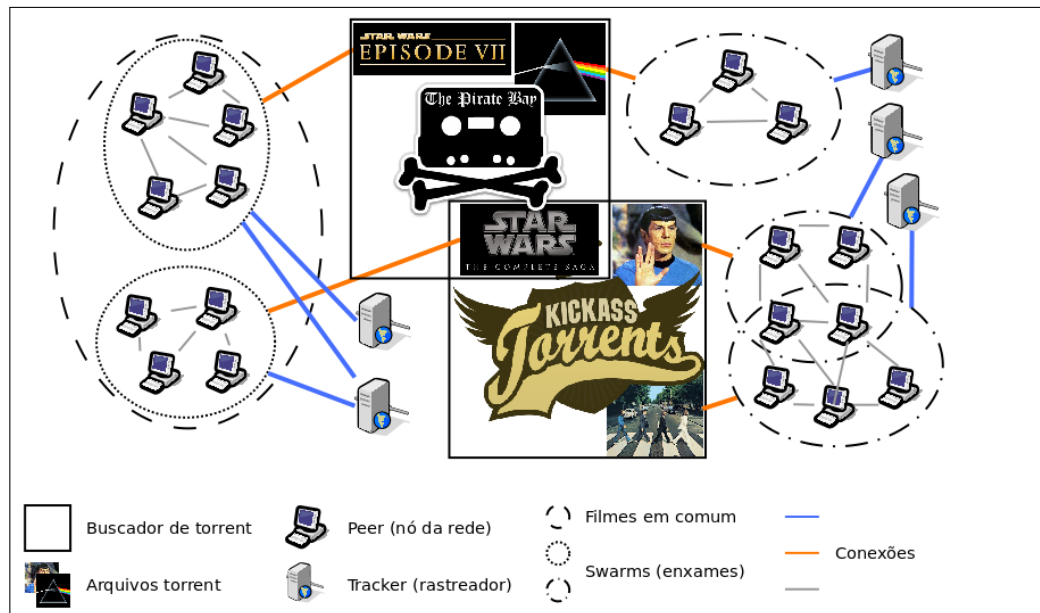 STAR WARS
EPISODE VII
The Pirate Bay
STAR
WARS
THE COMPLETE SAGA
KICKASS
Torrents
Buscador de torrent
Peer (nó da rede)
Filmes em comum
Arquivos torrent
Tracker (rastreador)
Swarms (enxames)
Conexões